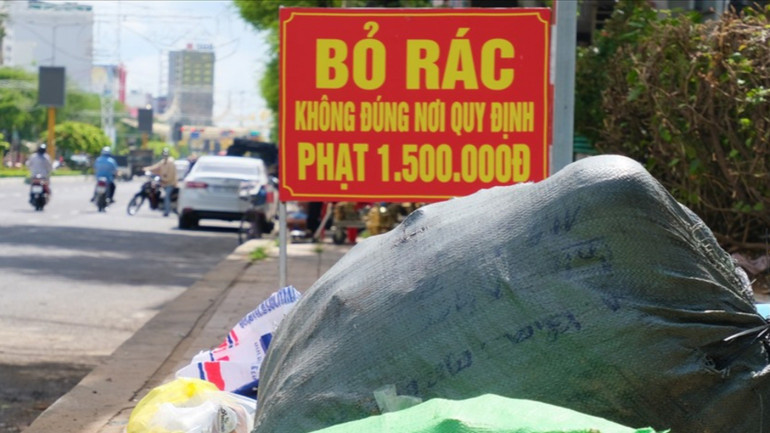 BỎ RÁC
KHÔNG ĐÚNG NƠI QUY ĐỊNH
PHẠT 1.500.000Đ